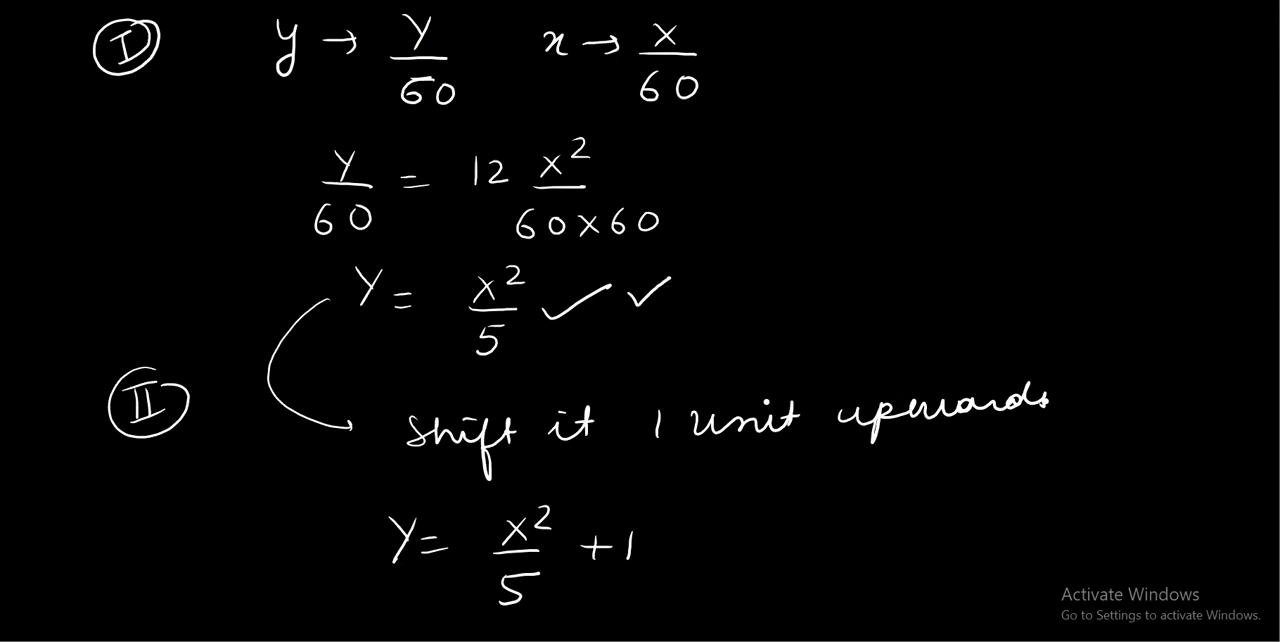 I y → Y/60 x → X/60
Y/60 = 12 X²/60×60
Y = X²/5 ✓ ✓
II shift it 1 unit upwards
Y = X²/5 + 1
Activate Windows
Go to Settings to activate Windows.